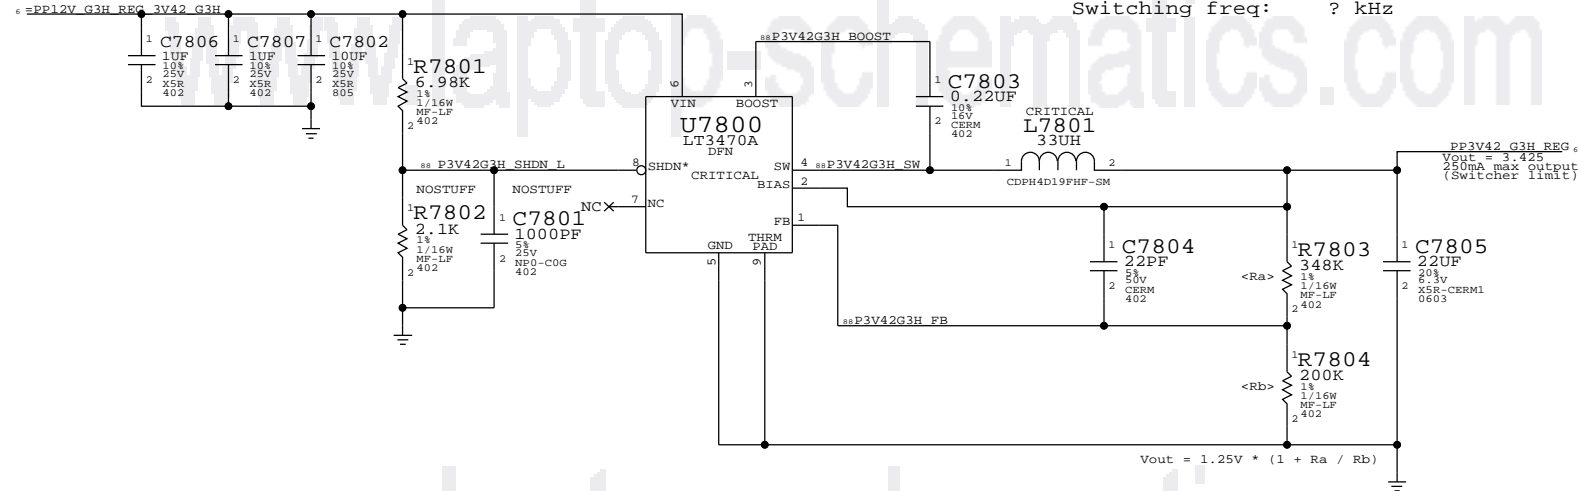 www.laptop-schematics.com
Switching freq: ? kHz
6 =PP12V_G3H_REG_3V42_G3H
1 C7806
1UF
10%
25V
2 X5R
402
1 C7807
1UF
10%
25V
2 X5R
402
1 C7802
10UF
10%
25V
2 X5R
805
1 R7801
6.98K
1%
1/16W
MF-LF
2 402
88 P3V42G3H_BOOST
1 C7803
0.22UF
10%
2 16V
CERM
402
6
VIN
3
BOOST
U7800
LT3470A
DFN
CRITICAL
8
SHDN*
7
NC
SW
4
BIAS
2
FB
1
GND
5
THRM
PAD
9
88 P3V42G3H_SHDN_L
NOSTUFF
1 R7802
2.1K
1%
1/16W
MF-LF
2 402
NOSTUFF
1 C7801
1000PF
5%
25V
2 NP0-C0G
402
NC
88 P3V42G3H_SW
CRITICAL
L7801
33UH
1 2
CDPH4D19FHF-SM
PP3V42_G3H_REG 6
Vout = 3.425
250mA max output
(Switcher limit)
1 C7804
22PF
5%
50V
2 CERM
402
88 P3V42G3H_FB
<Ra>
1 R7803
348K
1%
1/16W
MF-LF
2 402
1 C7805
22UF
20%
6.3V
2 X5R-CERM1
0603
<Rb>
1 R7804
200K
1%
1/16W
MF-LF
2 402
Vout = 1.25V * (1 + Ra / Rb)